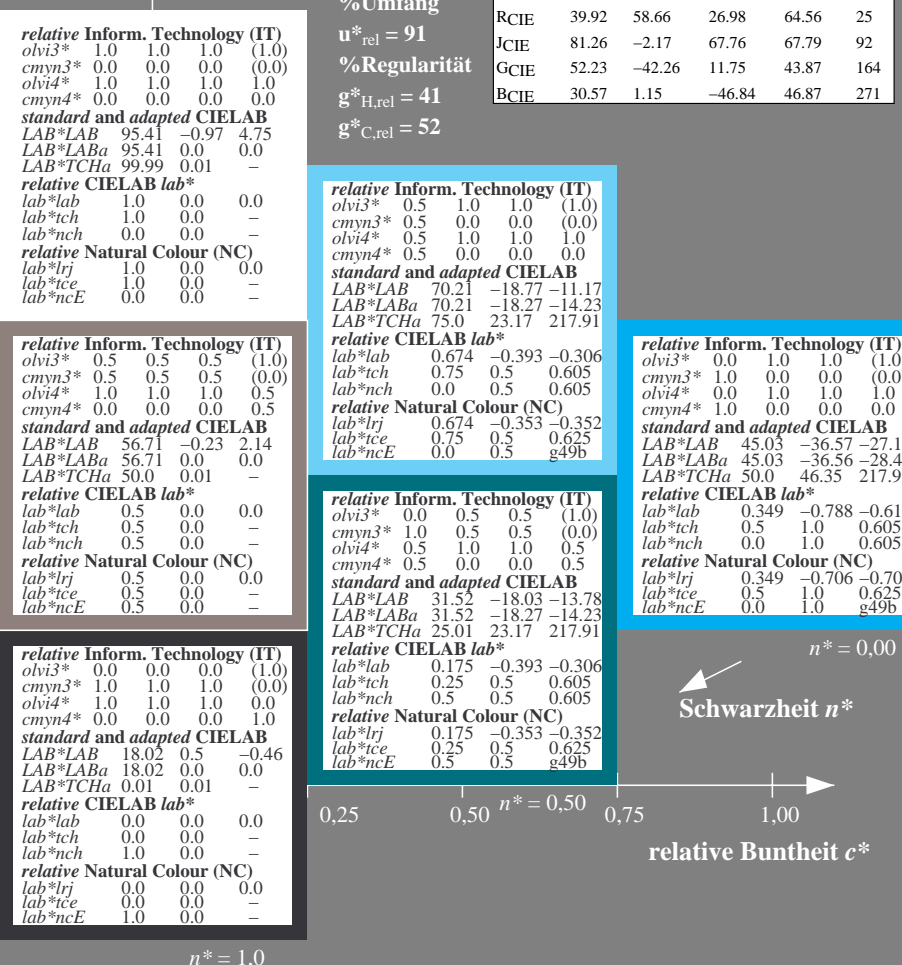 %Umfang
u*rel = 91
%Regularität
g*H,rel = 41
g*C,rel = 52
RCIE 39.92 58.66 26.98 64.56 25
JCIE 81.26 −2.17 67.76 67.79 92
GCIE 52.23 −42.26 11.75 43.87 164
BCIE 30.57 1.15 −46.84 46.87 271
relative Inform. Technology (IT)
olvi3* 1.0 1.0 1.0 (1.0)
cmyn3* 0.0 0.0 0.0 (0.0)
olvi4* 1.0 1.0 1.0 1.0
cmyn4* 0.0 0.0 0.0 0.0
standard and adapted CIELAB
LAB*LAB 95.41 −0.97 4.75
LAB*LABa 95.41 0.0 0.0
LAB*TCHa 99.99 0.01 –
relative CIELAB lab*
lab*lab 1.0 0.0 0.0
lab*tch 1.0 0.0 –
lab*nch 0.0 0.0 –
relative Natural Colour (NC)
lab*lrj 1.0 0.0 0.0
lab*tce 1.0 0.0 –
lab*ncE 0.0 0.0 –
relative Inform. Technology (IT)
olvi3* 0.5 1.0 1.0 (1.0)
cmyn3* 0.5 0.0 0.0 (0.0)
olvi4* 0.5 1.0 1.0 1.0
cmyn4* 0.5 0.0 0.0 0.0
standard and adapted CIELAB
LAB*LAB 70.21 −18.77 −11.17
LAB*LABa 70.21 −18.27 −14.23
LAB*TCHa 75.0 23.17 217.91
relative CIELAB lab*
lab*lab 0.674 −0.393 −0.306
lab*tch 0.75 0.5 0.605
lab*nch 0.0 0.5 0.605
relative Natural Colour (NC)
lab*lrj 0.674 −0.353 −0.352
lab*tce 0.75 0.5 0.625
lab*ncE 0.0 0.5 g49b
relative Inform. Technology (IT)
olvi3* 0.5 0.5 0.5 (1.0)
cmyn3* 0.5 0.5 0.5 (0.0)
olvi4* 1.0 1.0 1.0 0.5
cmyn4* 0.0 0.0 0.0 0.5
standard and adapted CIELAB
LAB*LAB 56.71 −0.23 2.14
LAB*LABa 56.71 0.0 0.0
LAB*TCHa 50.0 0.01 –
relative CIELAB lab*
lab*lab 0.5 0.0 0.0
lab*tch 0.5 0.0 –
lab*nch 0.5 0.0 –
relative Natural Colour (NC)
lab*lrj 0.5 0.0 0.0
lab*tce 0.5 0.0 –
lab*ncE 0.5 0.0 –
relative Inform. Technology (IT)
olvi3* 0.0 1.0 1.0 (1.0
cmyn3* 1.0 0.0 0.0 (0.0
olvi4* 0.0 1.0 1.0 1.0
cmyn4* 1.0 0.0 0.0 0.0
standard and adapted CIELAB
LAB*LAB 45.03 −36.57 −27.1
LAB*LABa 45.03 −36.56 −28.4
LAB*TCHa 50.0 46.35 217.9
relative CIELAB lab*
lab*lab 0.349 −0.788 −0.61
lab*tch 0.5 1.0 0.605
lab*nch 0.0 1.0 0.605
relative Natural Colour (NC)
lab*lrj 0.349 −0.706 −0.70
lab*tce 0.5 1.0 0.625
lab*ncE 0.0 1.0 g49b
relative Inform. Technology (IT)
olvi3* 0.0 0.5 0.5 (1.0)
cmyn3* 1.0 0.5 0.5 (0.0)
olvi4* 0.5 1.0 1.0 0.5
cmyn4* 0.5 0.0 0.0 0.5
standard and adapted CIELAB
LAB*LAB 31.52 −18.03 −13.78
LAB*LABa 31.52 −18.27 −14.23
LAB*TCHa 25.01 23.17 217.91
relative CIELAB lab*
lab*lab 0.175 −0.393 −0.306
lab*tch 0.25 0.5 0.605
lab*nch 0.5 0.5 0.605
relative Natural Colour (NC)
lab*lrj 0.175 −0.353 −0.352
lab*tce 0.25 0.5 0.625
lab*ncE 0.5 0.5 g49b
relative Inform. Technology (IT)
olvi3* 0.0 0.0 0.0 (1.0)
cmyn3* 1.0 1.0 1.0 (0.0)
olvi4* 1.0 1.0 1.0 0.0
cmyn4* 0.0 0.0 0.0 1.0
standard and adapted CIELAB
LAB*LAB 18.02 0.5 −0.46
LAB*LABa 18.02 0.0 0.0
LAB*TCHa 0.01 0.01 –
relative CIELAB lab*
lab*lab 0.0 0.0 0.0
lab*tch 0.0 0.0 –
lab*nch 1.0 0.0 –
relative Natural Colour (NC)
lab*lrj 0.0 0.0 0.0
lab*tce 0.0 0.0 –
lab*ncE 1.0 0.0 –
n* = 0,00
Schwarzheit n*
n* = 0,50
0,25 0,50 0,75 1,00
relative Buntheit c*
n* = 1,0